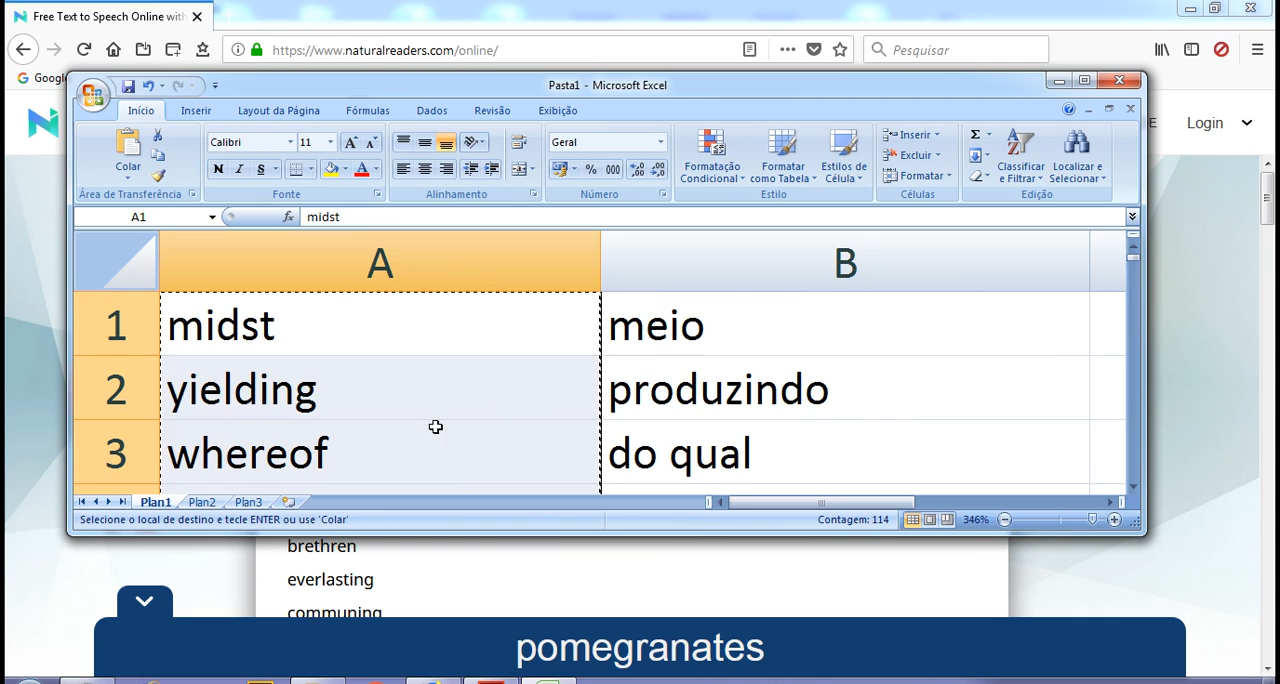 Free Text to Speech Online with
https://www.naturalreaders.com/online/
Pesquisar
Google
Login
E
Pasta1 - Microsoft Excel
Início Inserir Layout da Página Fórmulas Dados Revisão Exibição
Colar
Área de Transferência
Calibri 11
N I S
Fonte
Alinhamento
Geral
% 000
Número
Formatação Condicional
Formatar como Tabela
Estilos de Célula
Estilo
Inserir
Excluir
Formatar
Células
Classificar e Filtrar
Localizar e Selecionar
Edição
A1 fx midst
A B
1 midst meio
2 yielding produzindo
3 whereof do qual
Plan1 Plan2 Plan3
Selecione o local de destino e tecle ENTER ou use 'Colar'
Contagem: 114 346%
brethren
everlasting
communing
pomegranates